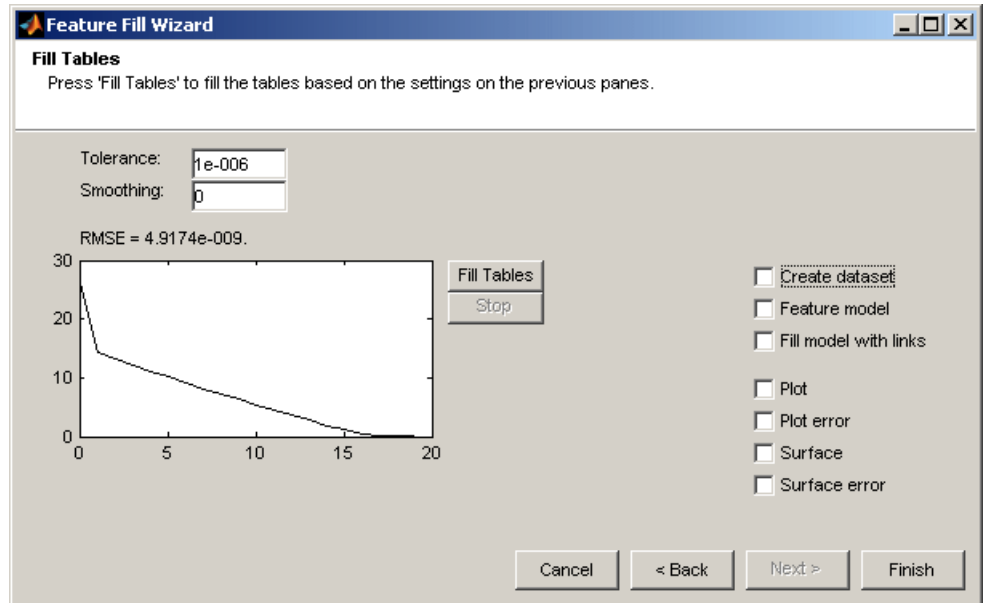 Feature Fill Wizard
Fill Tables
Press 'Fill Tables' to fill the tables based on the settings on the previous panes.
Tolerance:
1e-006
Smoothing:
0
RMSE = 4.9174e-009.
30
20
10
0
0 5 10 15 20
Fill Tables
Stop
Create dataset
Feature model
Fill model with links
Plot
Plot error
Surface
Surface error
Cancel
< Back
Next >
Finish